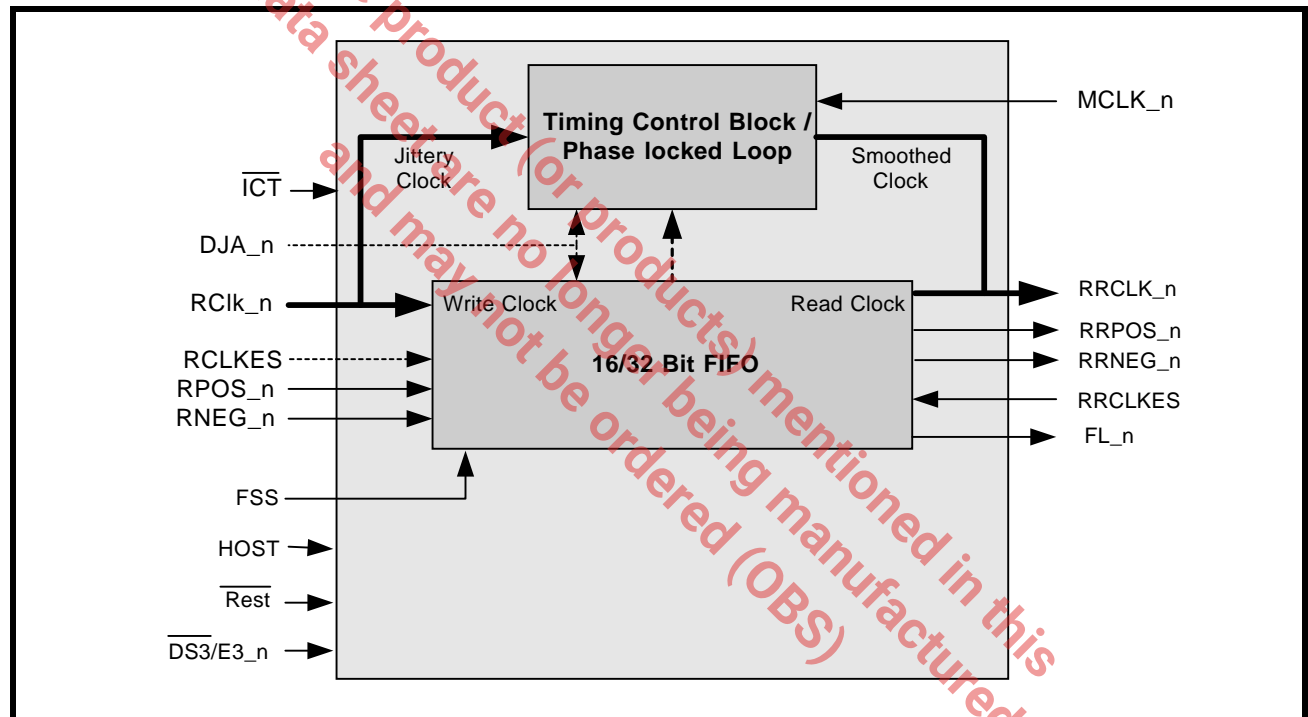 e product (or products) mentioned in this
ata sheet are no longer being manufactured
and may not be ordered (OBS)
Timing Control Block /
Phase locked Loop
MCLK_n
Jittery
Clock
Smoothed
Clock
ICT
DJA_n
RClk_n
Write Clock
Read Clock
RRCLK_n
RRPOS_n
RCLKES
16/32 Bit FIFO
RRNEG_n
RPOS_n
RRCLKES
RNEG_n
FL_n
FSS
HOST
Rest
DS3/E3_n